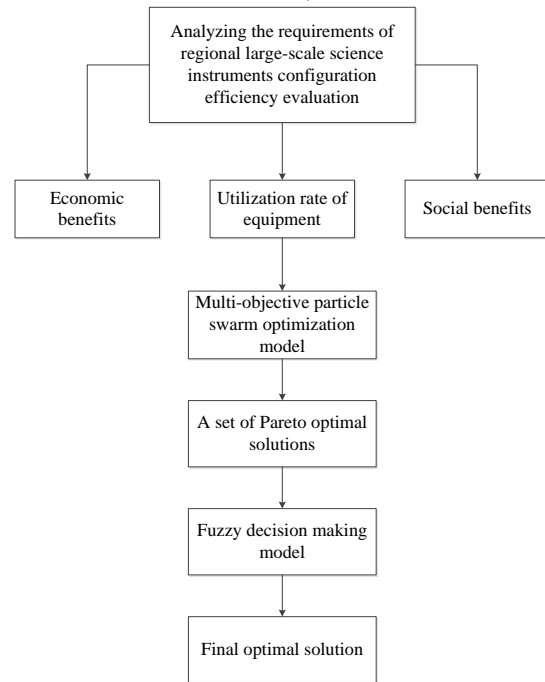 Analyzing the requirements of
regional large-scale science
instruments configuration
efficiency evaluation
Economic
benefits
Utilization rate of
equipment
Social benefits
Multi-objective particle
swarm optimization
model
A set of Pareto optimal
solutions
Fuzzy decision making
model
Final optimal solution